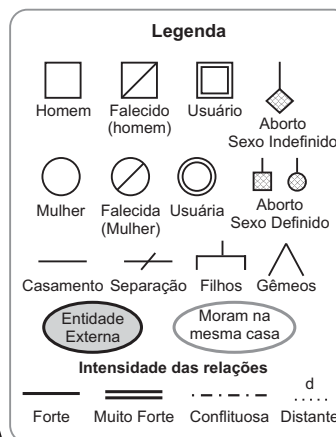 Legenda
Homem Falecido Usuário
(homem)
Aborto
Sexo Indefinido
Mulher Falecida Usuária
(Mulher)
Aborto
Sexo Definido
Casamento Separação Filhos Gêmeos
Entidade
Externa
Moram na
mesma casa
Intensidade das relações
d
Forte Muito Forte Conflituosa Distante